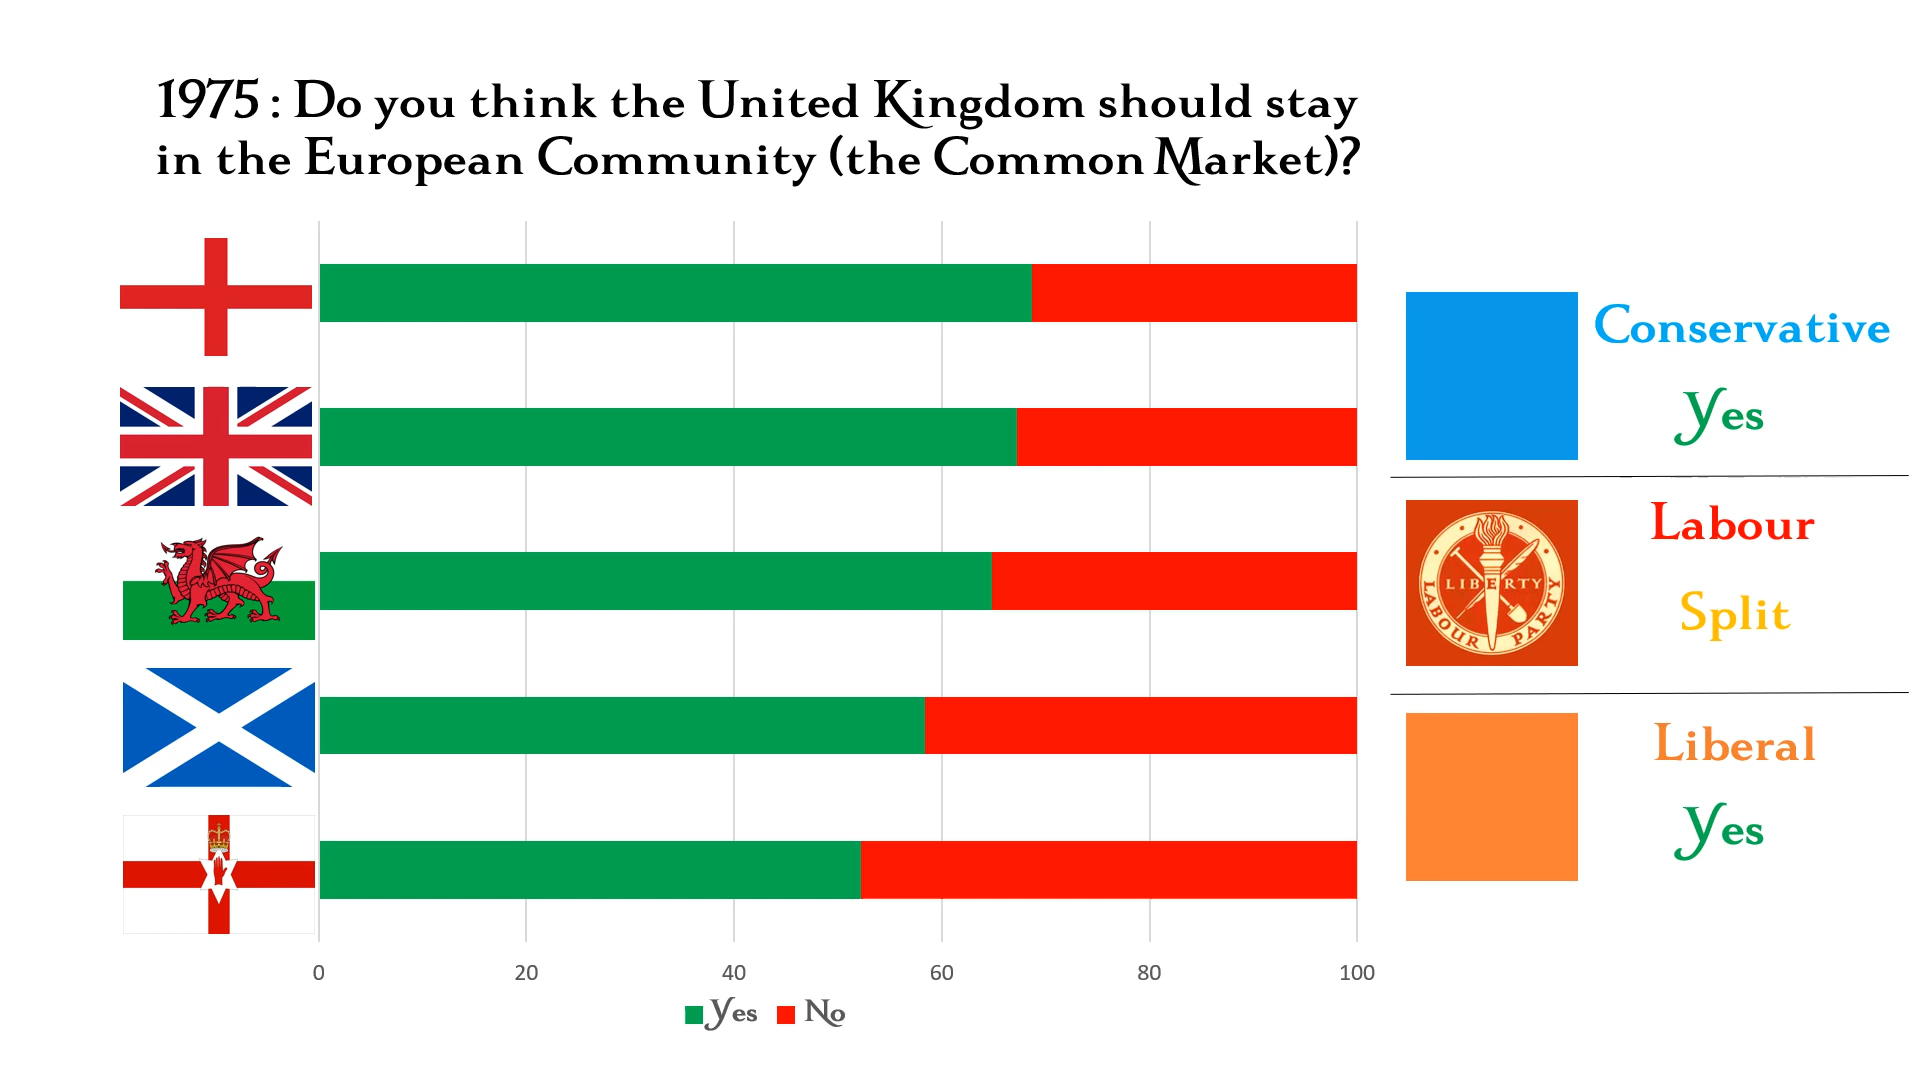 1975 : Do you think the United Kingdom should stay
in the European Community (the Common Market)?
Conservative
Yes
Labour
LIBERTY
LABOUR PARTY
Split
Liberal
Yes
0 20 40 60 80 100
Yes No